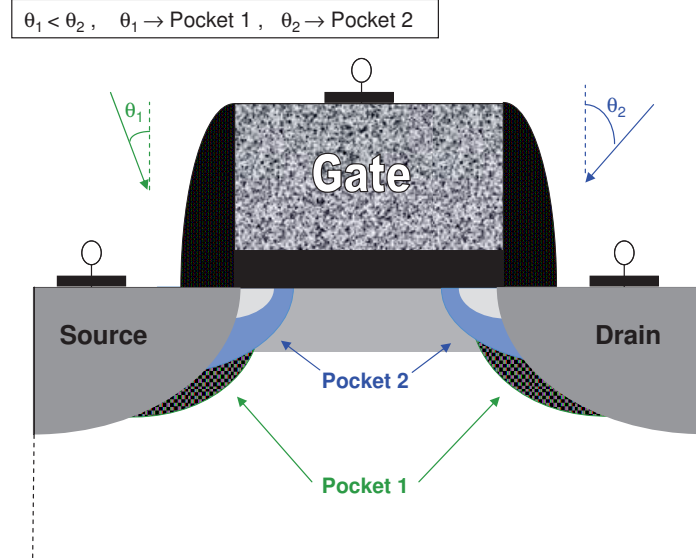 θ₁ < θ₂ , θ₁ → Pocket 1 , θ₂ → Pocket 2
θ₁
θ₂
Gate
Source
Drain
Pocket 2
Pocket 1